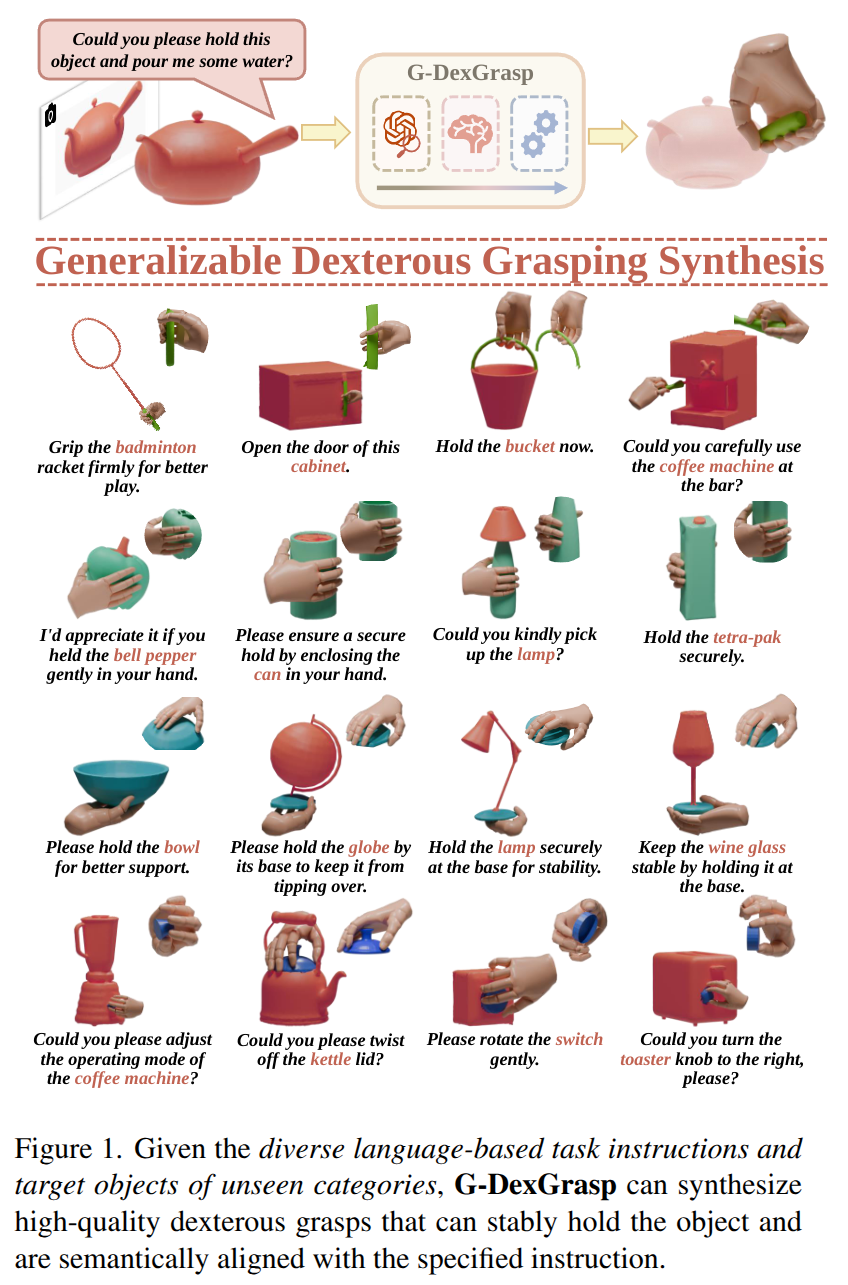 Could you please hold this
object and pour me some water?
G-DexGrasp
Generalizable Dexterous Grasping Synthesis
Grip the badminton
racket firmly for better
play.
Open the door of this
cabinet.
Hold the bucket now.
Could you carefully use
the coffee machine at
the bar?
I'd appreciate it if you
held the bell pepper
gently in your hand.
Please ensure a secure
hold by enclosing the
can in your hand.
Could you kindly pick
up the lamp?
Hold the tetra-pak
securely.
Please hold the bowl
for better support.
Please hold the globe by
its base to keep it from
tipping over.
Hold the lamp securely
at the base for stability.
Keep the wine glass
stable by holding it at
the base.
Could you please adjust
the operating mode of
the coffee machine?
Could you please twist
off the kettle lid?
Please rotate the switch
gently.
Could you turn the
toaster knob to the right,
please?
Figure 1. Given the diverse language-based task instructions and
target objects of unseen categories, G-DexGrasp can synthesize
high-quality dexterous grasps that can stably hold the object and
are semantically aligned with the specified instruction.